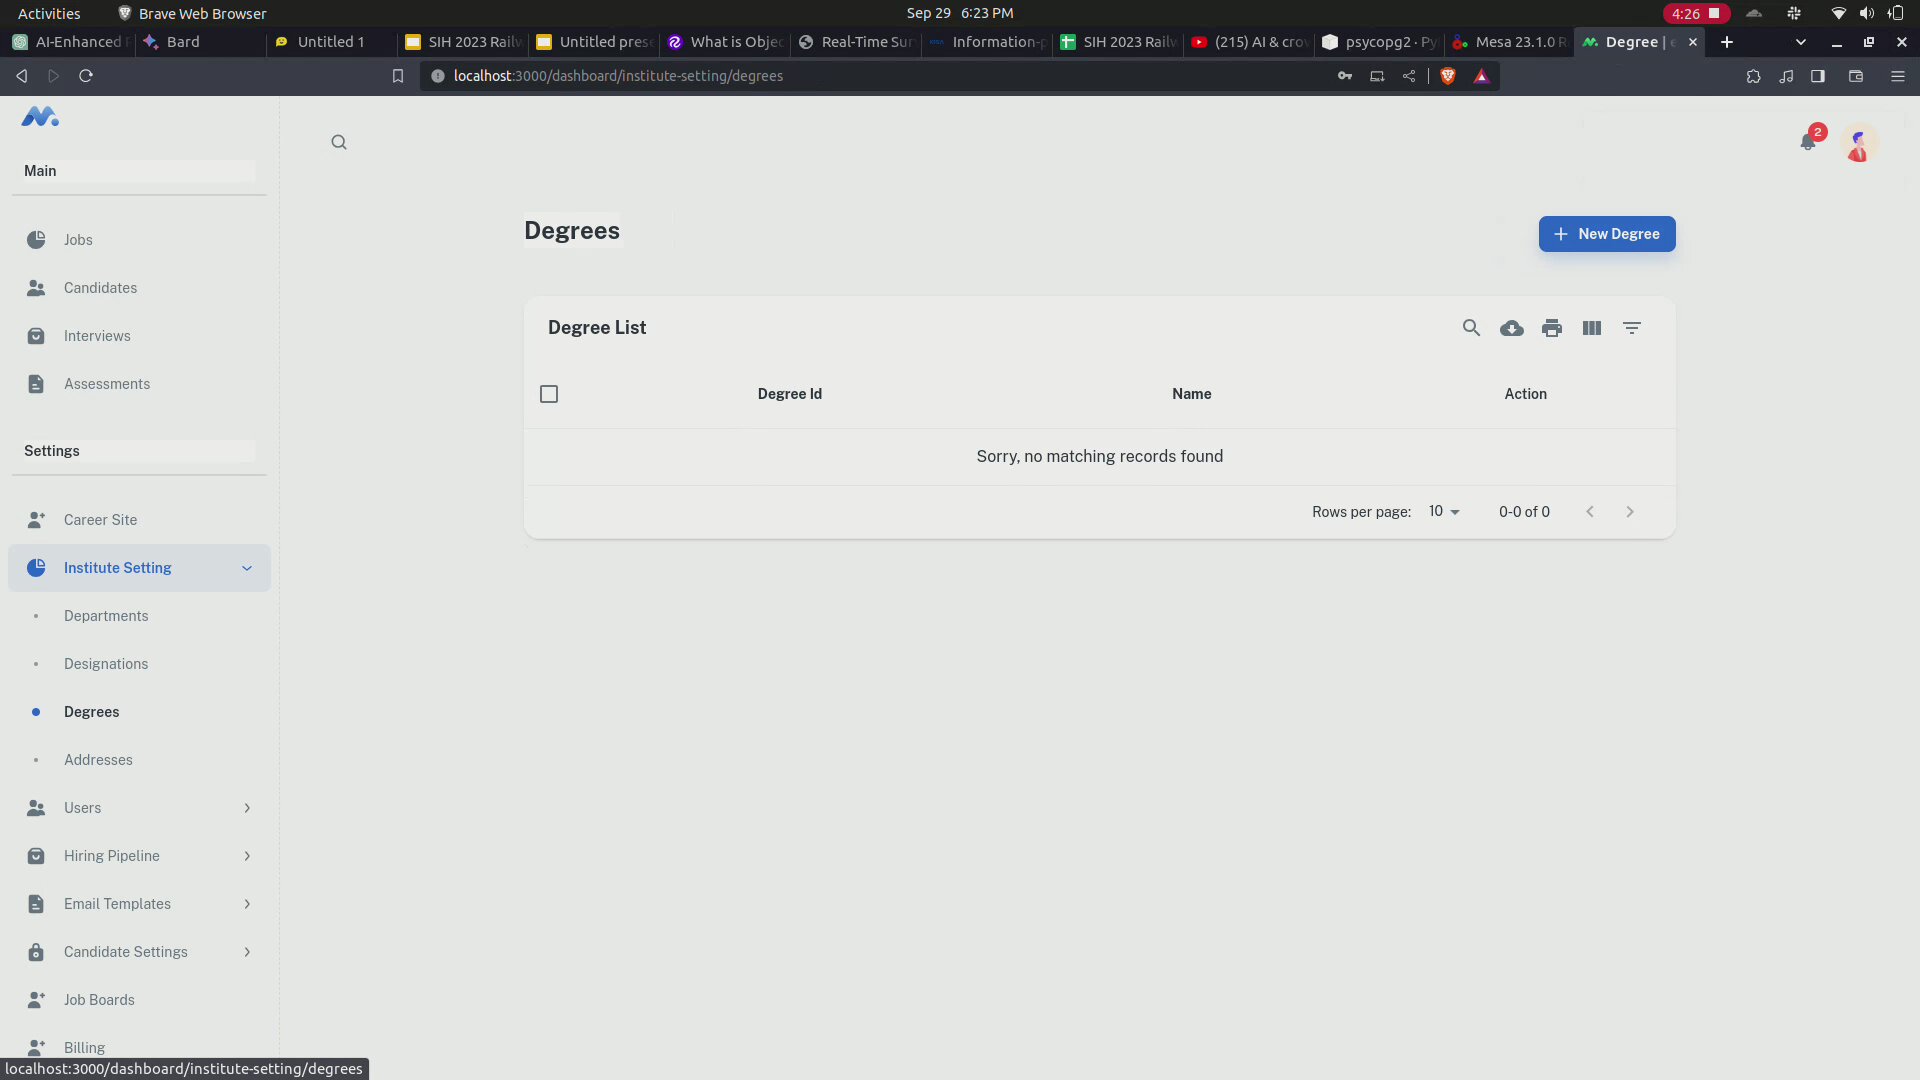 Activities
Brave Web Browser
Sep 29 6:23 PM
4:26
AI-Enhanced
Bard
Untitled 1
SIH 2023 Railw
Untitled prese
What is Objec
Real-Time Sur
Information-p
SIH 2023 Railw
(215) AI & crow
psycopg2 · Py
Mesa 23.1.0 R
Degree |
localhost:3000/dashboard/institute-setting/degrees
2
Main
Jobs
Candidates
Interviews
Assessments
Settings
Career Site
Institute Setting
Departments
Designations
Degrees
Addresses
Users
Hiring Pipeline
Email Templates
Candidate Settings
Job Boards
Billing
Degrees
New Degree
Degree List
Degree Id
Name
Action
Sorry, no matching records found
Rows per page:
10
0-0 of 0
localhost:3000/dashboard/institute-setting/degrees